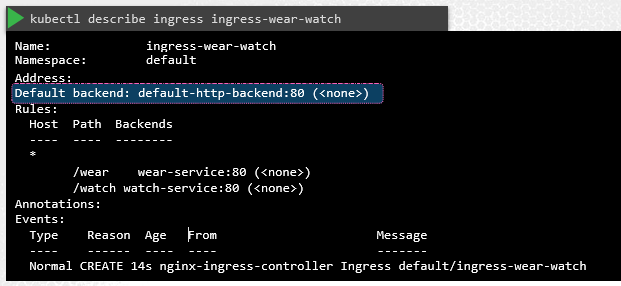 kubectl describe ingress ingress-wear-watch
Name: ingress-wear-watch
Namespace: default
Address:
Default backend: default-http-backend:80 (<none>)
Rules:
Host Path Backends
---- ---- --------
*
/wear wear-service:80 (<none>)
/watch watch-service:80 (<none>)
Annotations:
Events:
Type Reason Age From Message
---- ------ ---- ---- -------
Normal CREATE 14s nginx-ingress-controller Ingress default/ingress-wear-watch